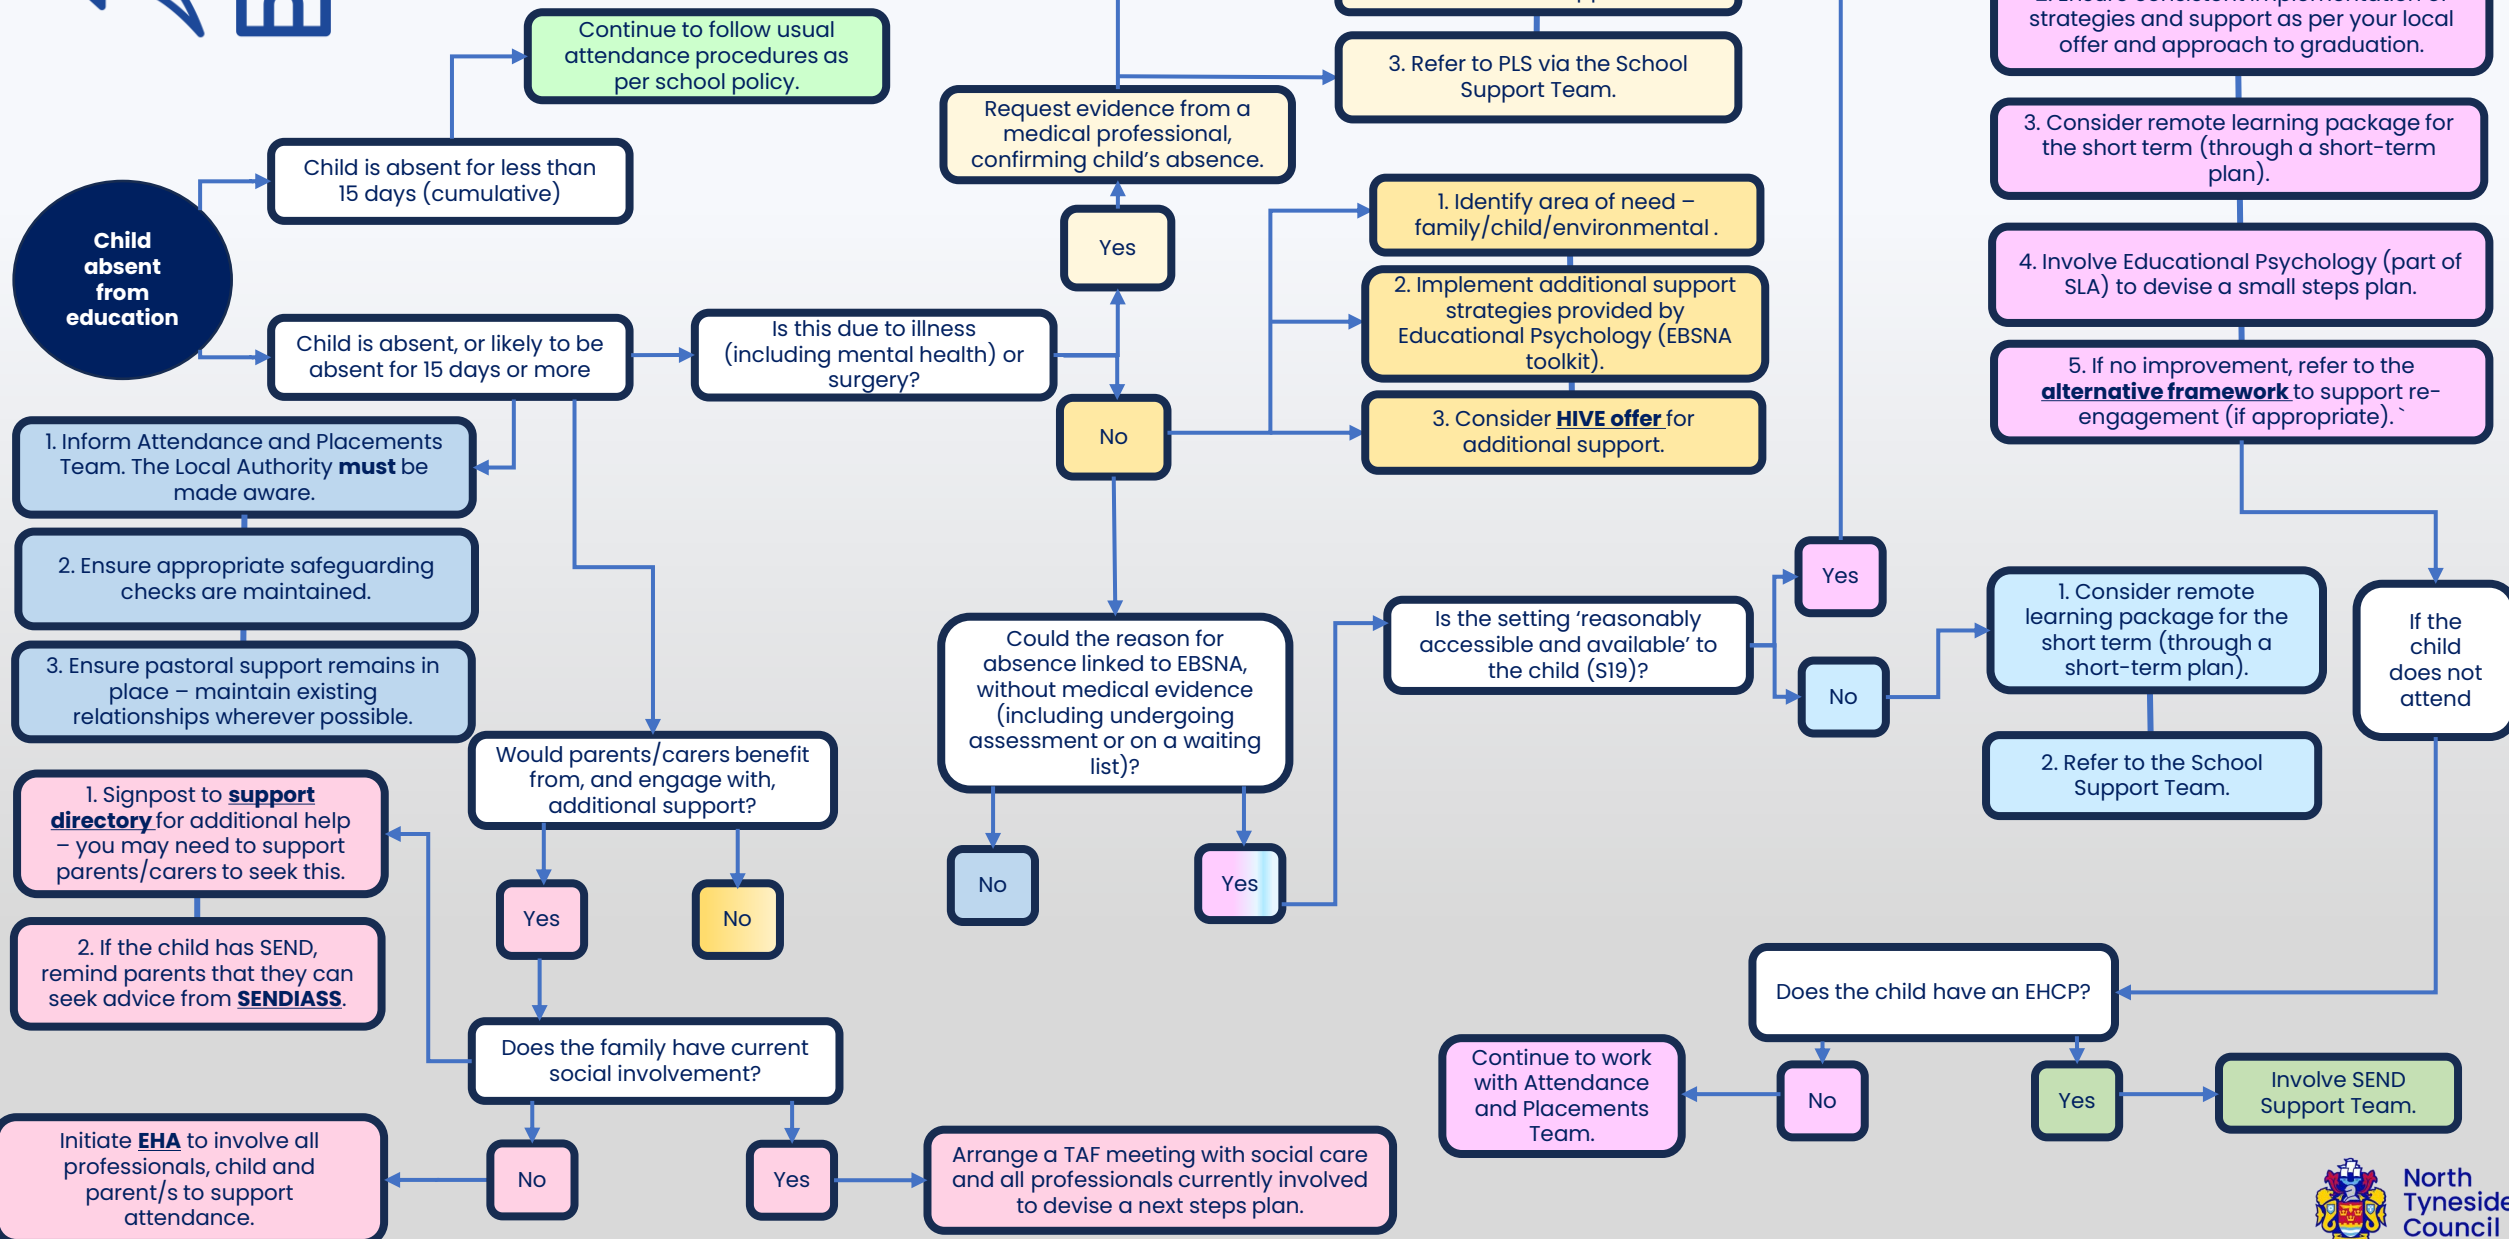 Continue to follow usual
attendance procedures as
per school policy.
Child is absent for less than
15 days (cumulative)
Child
absent
from
education
Child is absent, or likely to be
absent for 15 days or more
Is this due to illness
(including mental health) or
surgery?
Request evidence from a
medical professional,
confirming child's absence.
Yes
No
3. Refer to PLS via the School
Support Team.
1. Identify area of need –
family/child/environmental .
2. Implement additional support
strategies provided by
Educational Psychology (EBSNA
toolkit).
3. Consider HIVE offer for
additional support.
strategies and support as per your local
offer and approach to graduation.
3. Consider remote learning package for
the short term (through a short-term
plan).
4. Involve Educational Psychology (part of
SLA) to devise a small steps plan.
5. If no improvement, refer to the
alternative framework to support re-
engagement (if appropriate). `
1. Inform Attendance and Placements
Team. The Local Authority must be
made aware.
2. Ensure appropriate safeguarding
checks are maintained.
3. Ensure pastoral support remains in
place – maintain existing
relationships wherever possible.
Would parents/carers benefit
from, and engage with,
additional support?
Yes
No
1. Signpost to support
directory for additional help
– you may need to support
parents/carers to seek this.
2. If the child has SEND,
remind parents that they can
seek advice from SENDIASS.
Does the family have current
social involvement?
No
Yes
Initiate EHA to involve all
professionals, child and
parent/s to support
attendance.
Arrange a TAF meeting with social care
and all professionals currently involved
to devise a next steps plan.
Could the reason for
absence linked to EBSNA,
without medical evidence
(including undergoing
assessment or on a waiting
list)?
No
Yes
Is the setting ‘reasonably
accessible and available’ to
the child (S19)?
Yes
No
1. Consider remote
learning package for the
short term (through a
short-term plan).
2. Refer to the School
Support Team.
If the
child
does not
attend
Does the child have an EHCP?
No
Yes
Continue to work
with Attendance
and Placements
Team.
Involve SEND
Support Team.
North
Tyneside
Council